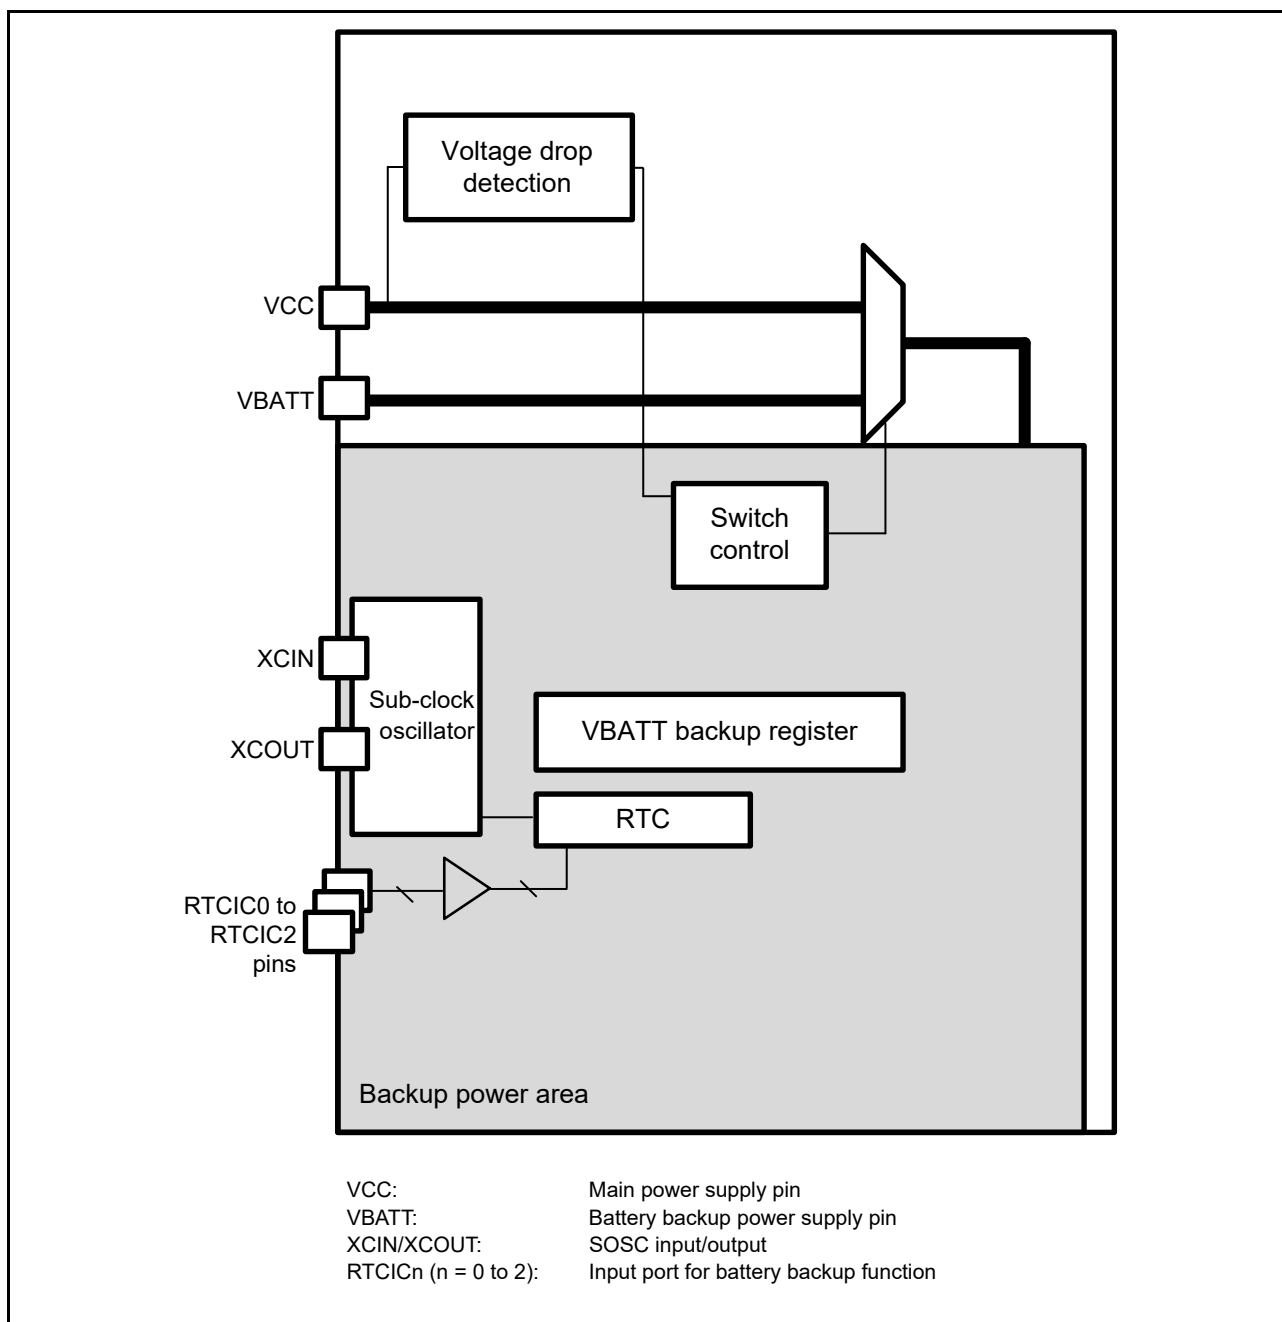 Voltage drop
detection
VCC
VBATT
Switch
control
XCIN
Sub-clock
oscillator
XCOUT
VBATT backup register
RTC
RTCIC0 to
RTCIC2
pins
Backup power area
VCC: Main power supply pin
VBATT: Battery backup power supply pin
XCIN/XCOUT: SOSC input/output
RTCICn (n = 0 to 2): Input port for battery backup function